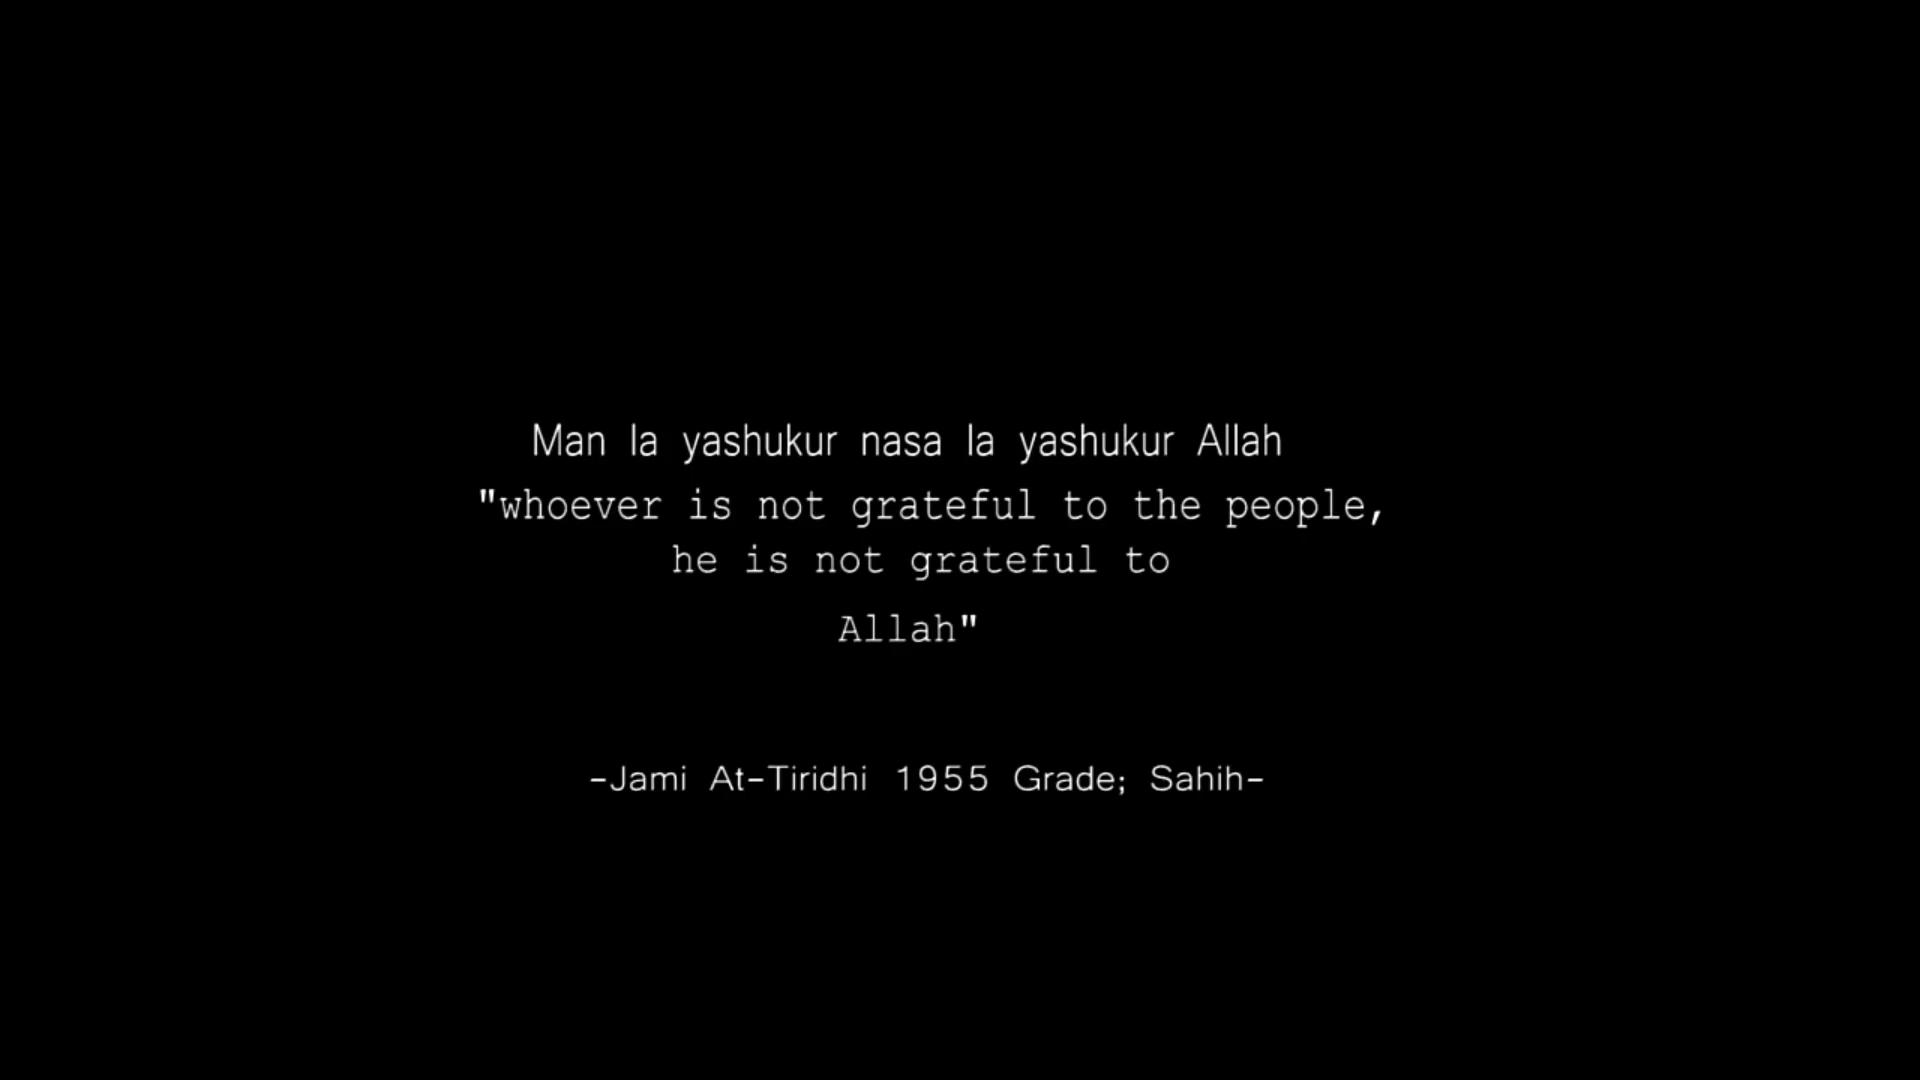 Man la yashukur nasa la yashukur Allah
"whoever is not grateful to the people,
he is not grateful to
Allah"
-Jami At-Tiridhi 1955 Grade; Sahih-